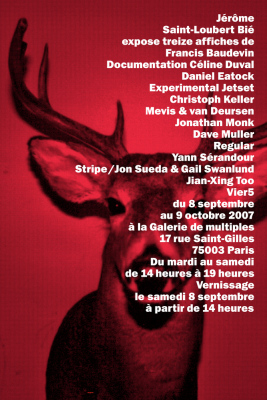 Jérôme
Saint-Loubert Bié
expose treize affiches de
Francis Baudevin
Documentation Céline Duval
Daniel Eatock
Experimental Jetset
Christoph Keller
Mevis & van Deursen
Jonathan Monk
Dave Muller
Regular
Yann Sérandour
Stripe/Jon Sueda & Gail Swanlund
Jian-Xing Too
Vier5
du 8 septembre
au 9 octobre 2007
à la Galerie de multiples
17 rue Saint-Gilles
75003 Paris
Du mardi au samedi
de 14 heures à 19 heures
Vernissage
le samedi 8 septembre
à partir de 14 heures